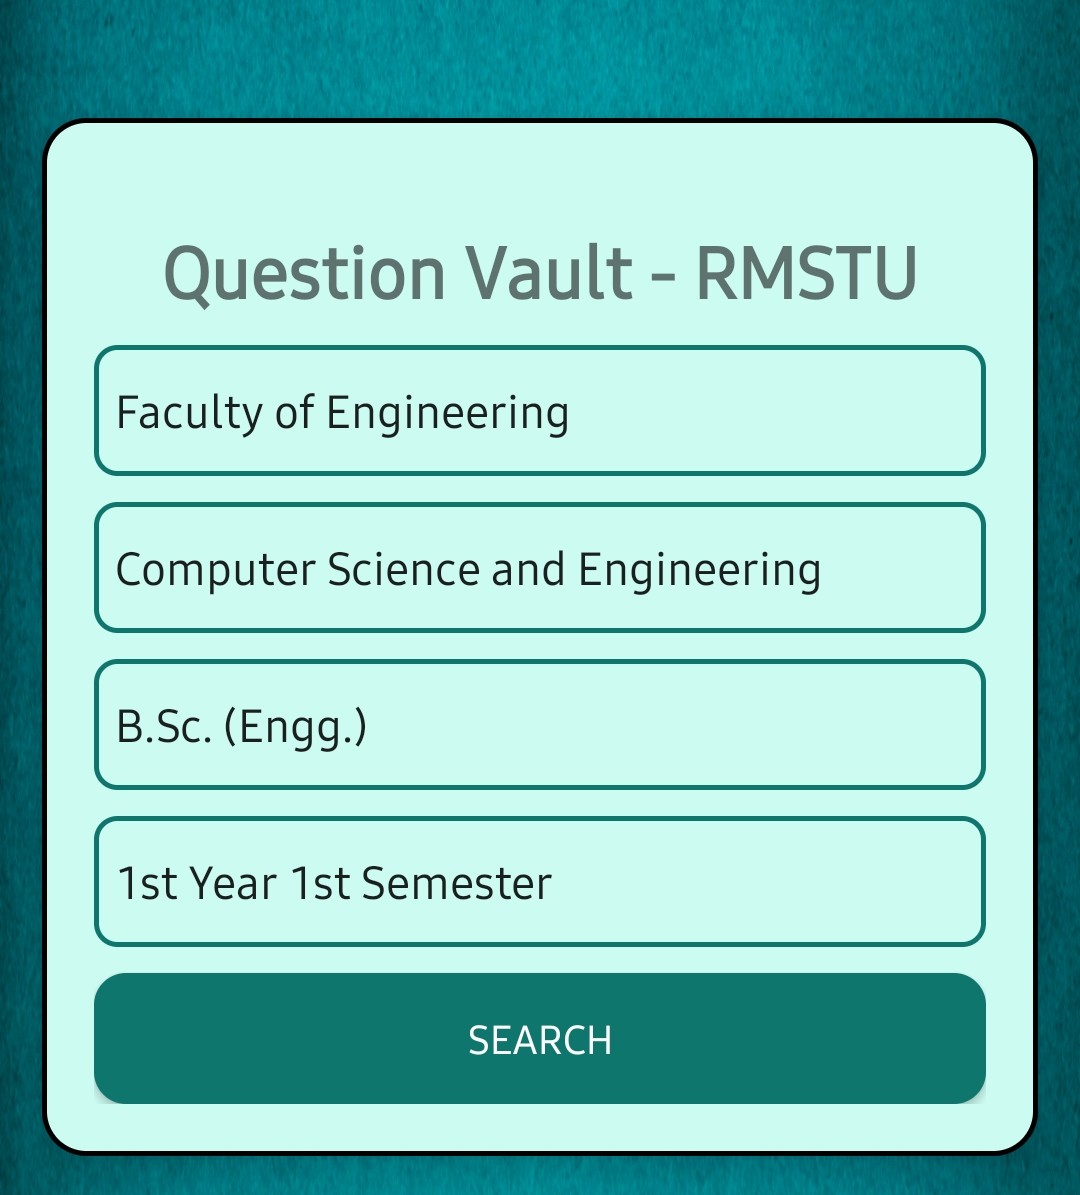 Question Vault - RMSTU
Faculty of Engineering
Computer Science and Engineering
B.Sc. (Engg.)
1st Year 1st Semester
SEARCH